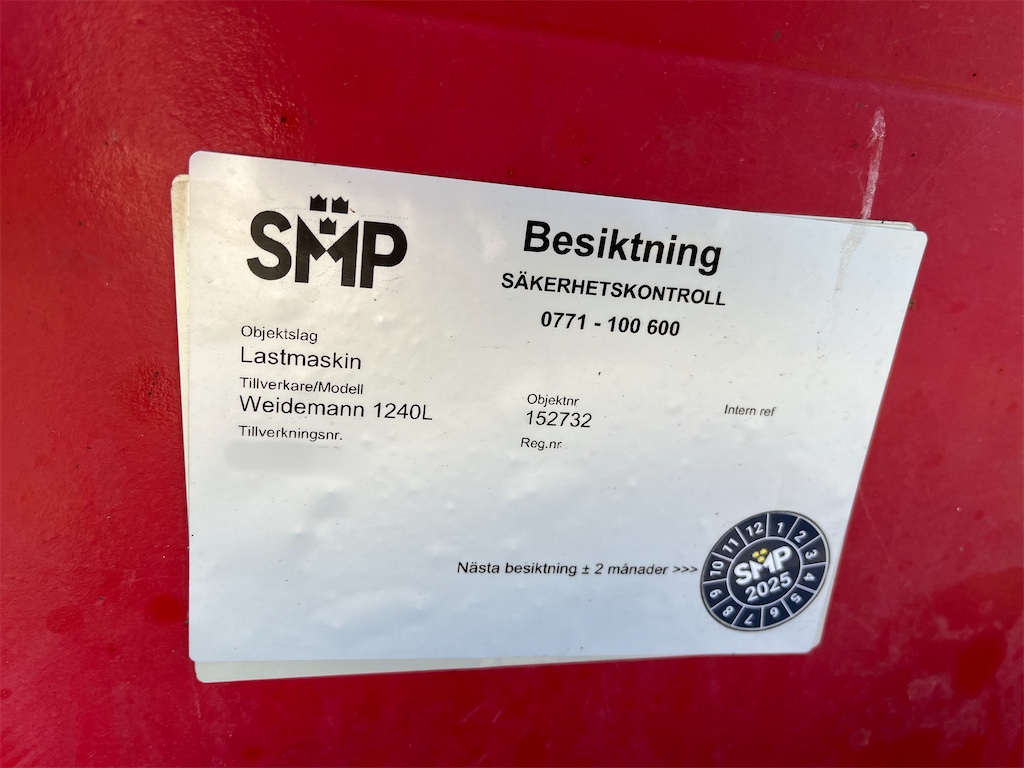 SMP
Besiktning
SÄKERHETSKONTROLL
0771 - 100 600
Objektslag
Lastmaskin
Tillverkare/Modell
Weidemann 1240L
Tillverkningsnr.
Objektnr
152732
Reg.nr
Intern ref
Nästa besiktning ± 2 månader >>>
12 1 2 3 4 5 6 7 8 9 10 11
SMP
2025